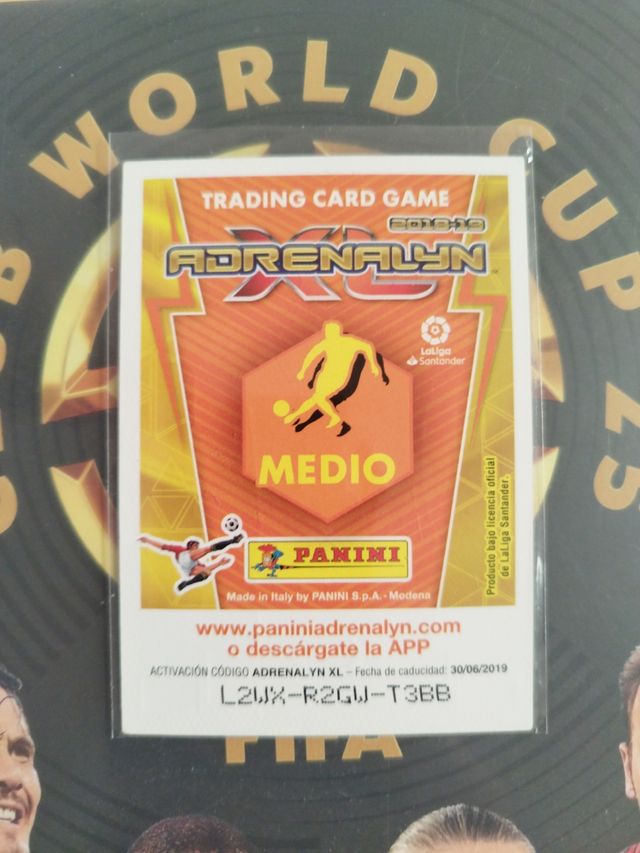 WORLD CUP 25
TRADING CARD GAME
2018-19
ADRENALYN XL™
LaLiga
Santander
MEDIO
PANINI
Producto bajo licencia oficial
de LaLiga Santander.
Made in Italy by PANINI S.p.A. - Modena
www.paniniadrenalyn.com
o descárgate la APP
ACTIVACIÓN CÓDIGO ADRENALYN XL – Fecha de caducidad: 30/06/2019
L2WX-R2GW-T3BB
FIFA